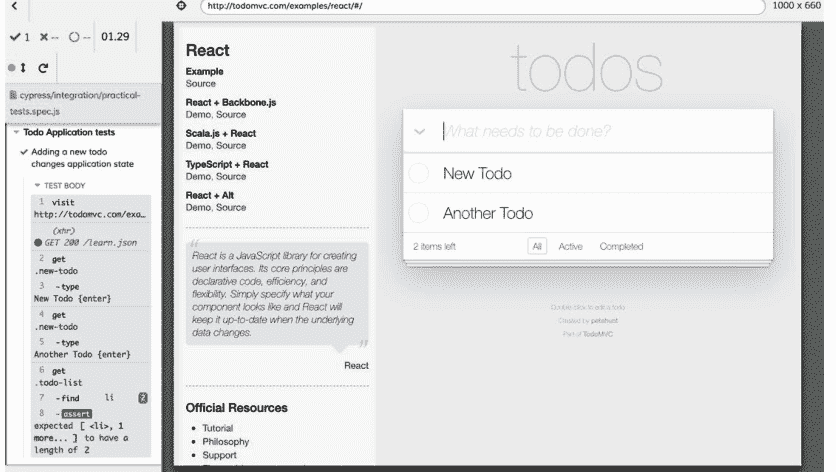 http://todomvc.com/examples/react/#/
1000 x 660
1
--
--
01.29
cypress/integration/practical-
tests.spec.js
Todo Application tests
Adding a new todo
changes application state
TEST BODY
1 visit
http://todomvc.com/exa…
(xhr)
GET 200 /learn.json
2 get
.new-todo
3 -type
New Todo {enter}
4 get
.new-todo
5 -type
Another Todo {enter}
6 get
.todo-list
7 -find li 2
8 -assert
expected [ <li>, 1
more... ] to have a
length of 2
React
Example
Source
React + Backbone.js
Demo, Source
Scala.js + React
Demo, Source
TypeScript + React
Demo, Source
React + Alt
Demo, Source
“
React is a JavaScript library for creating
user interfaces. Its core principles are
declarative code, efficiency, and
flexibility. Simply specify what your
component looks like and React will
keep it up-to-date when the underlying
data changes.
”
React
Official Resources
Tutorial
Philosophy
Support
todos
What needs to be done?
New Todo
Another Todo
2 items left
All
Active
Completed
Double-click to edit a todo
Created by petehunt
Part of TodoMVC